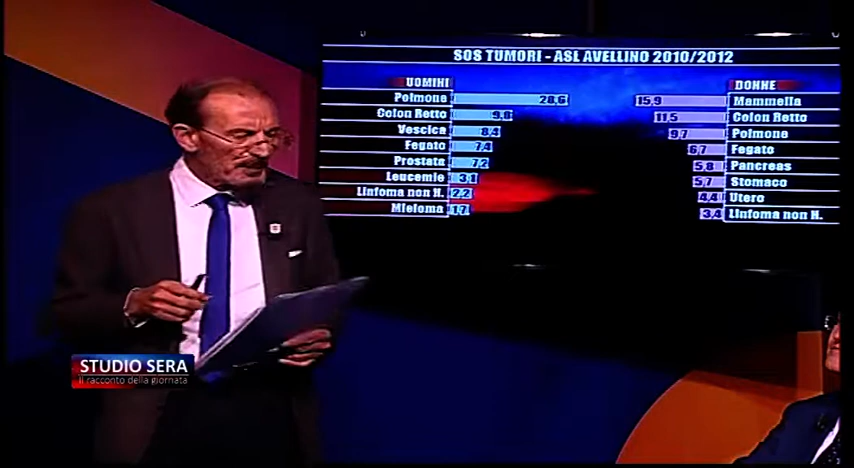 SOS TUMORI - ASL AVELLINO 2010/2012
UOMINI
Polmone 28,6
Colon Retto 9,8
Vescica 8,4
Fegato 7,4
Prostata 7,2
Leucemie 3,1
Linfoma non H. 2,2
Mieloma 1,7
DONNE
15,9 Mammella
11,5 Colon Retto
9,7 Polmone
6,7 Fegato
5,8 Pancreas
5,7 Stomaco
4,4 Utero
3,4 Linfoma non H.
STUDIO SERA
Il racconto della giornata